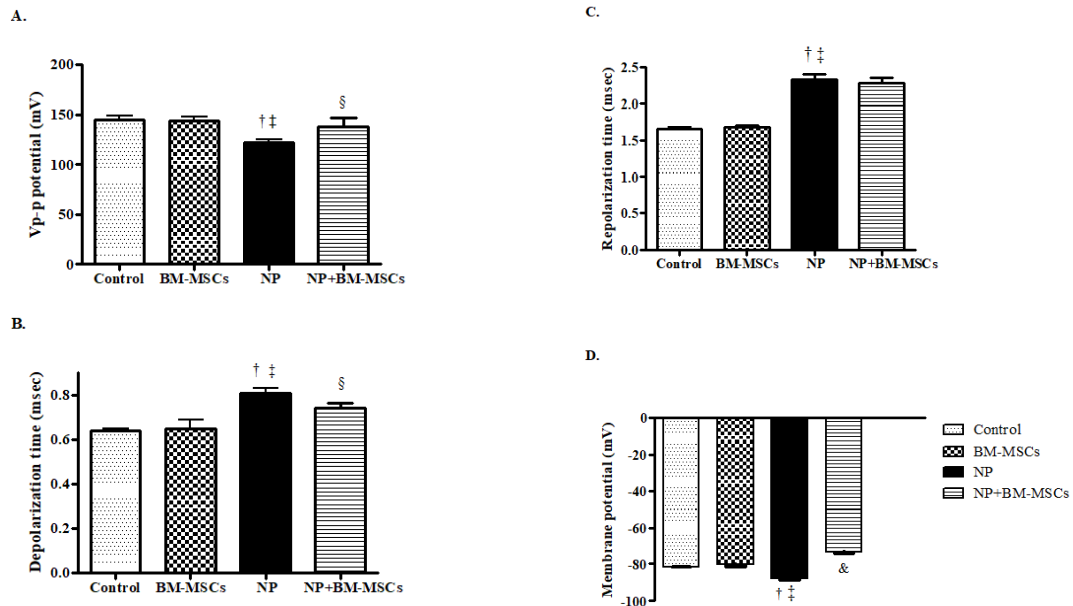 A.
Vp-p potential (mV)
200
150
100
50
0
† ‡
§
Control BM-MSCs NP NP+BM-MSCs
B.
Depolarization time (msec)
0.8
0.6
0.4
0.2
0.0
† ‡
§
Control BM-MSCs NP NP+BM-MSCs
C.
Repolarization time (msec)
2.5
2.0
1.5
1.0
0.5
0.0
† ‡
Control BM-MSCs NP NP+BM-MSCs
D.
Membrane potential (mV)
0
-20
-40
-60
-80
-100
† ‡
&
Control
BM-MSCs
NP
NP+BM-MSCs